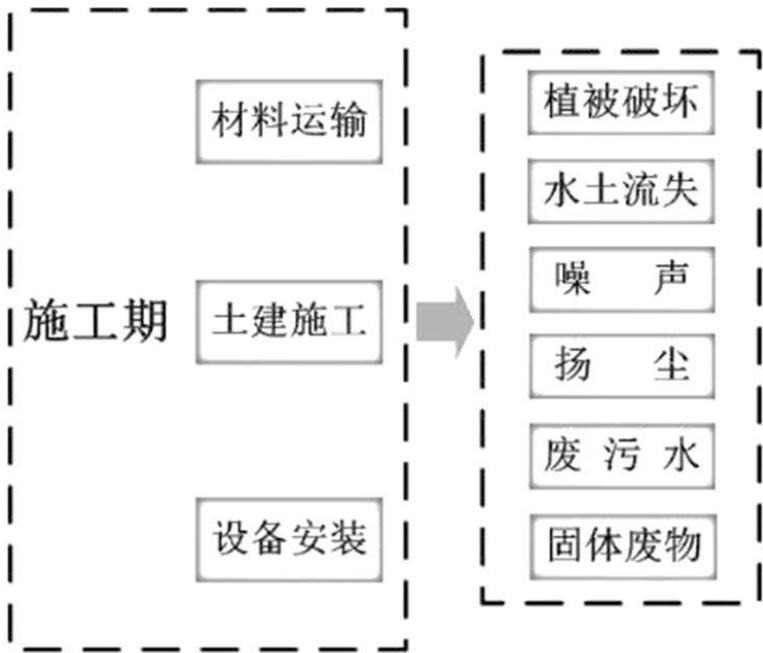 施工期
材料运输
土建施工
设备安装
植被破坏
水土流失
噪声
扬尘
废污水
固体废物